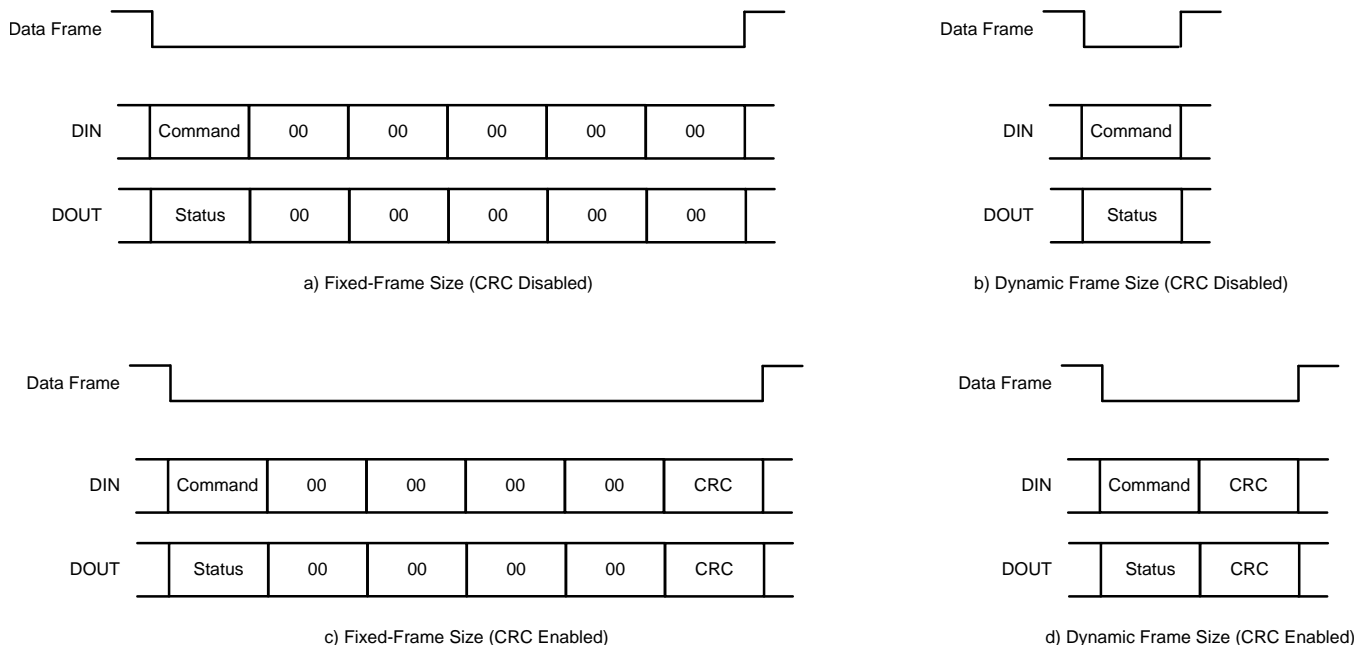 Data Frame
DIN Command 00 00 00 00 00
DOUT Status 00 00 00 00 00
a) Fixed-Frame Size (CRC Disabled)
Data Frame
DIN Command
DOUT Status
b) Dynamic Frame Size (CRC Disabled)
Data Frame
DIN Command 00 00 00 00 CRC
DOUT Status 00 00 00 00 CRC
c) Fixed-Frame Size (CRC Enabled)
Data Frame
DIN Command CRC
DOUT Status CRC
d) Dynamic Frame Size (CRC Enabled)